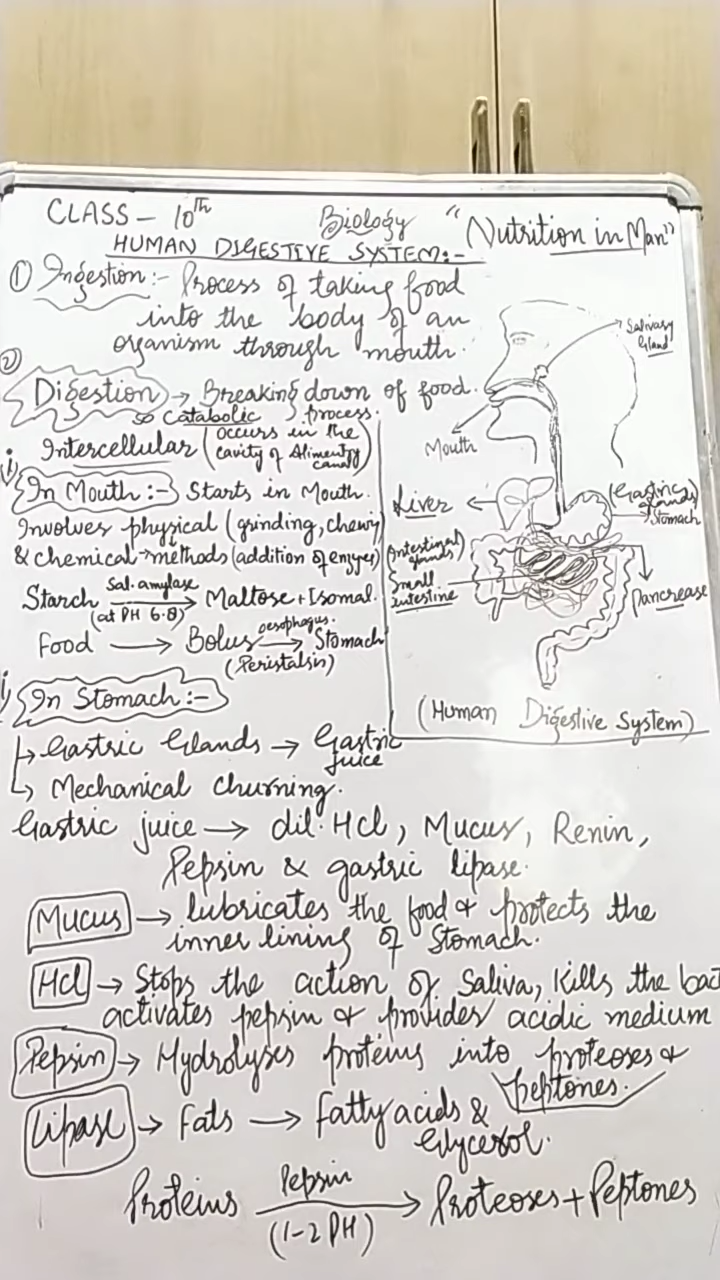 CLASS - 10th Biology "Nutrition in Man"
HUMAN DIGESTIVE SYSTEM:-
① Ingestion:- Process of taking food
into the body of an
organism through mouth.
② Digestion → Breaking down of food.
so catabolic process.
Intercellular (occurs in the
cavity of Alimentry
canal)
i) In Mouth:- Starts in Mouth.
Involves physical (grinding, chewing)
& chemical → methods (addition of enzymes)
Starch Sal. amylase → Maltose + Isomal.
(at PH 6.8)
Food → Bolus oesophagus. → Stomach
(Peristalsis)
Salivary
Gland
Mouth
Liver
(Gastric
glands)
Stomach
(Intestinal
glands)
Small
intestine
Pancrease
(Human Digestive System)
In Stomach:-
↳ Gastric Glands → Gastric
juice
↳ Mechanical churning.
Gastric juice → dil. Hcl, Mucus, Renin,
Pepsin & gastric lipase.
Mucus → lubricates the food & protects the
inner lining of Stomach.
Hcl → Stops the action of Saliva, Kills the bact
activates pepsin & provides acidic medium
Pepsin → Hydrolyses proteins into proteoses &
peptones.
Lipase → Fats → Fatty acids &
Glycerol.
Proteins Pepsin → Proteoses + Peptones
(1-2 PH)